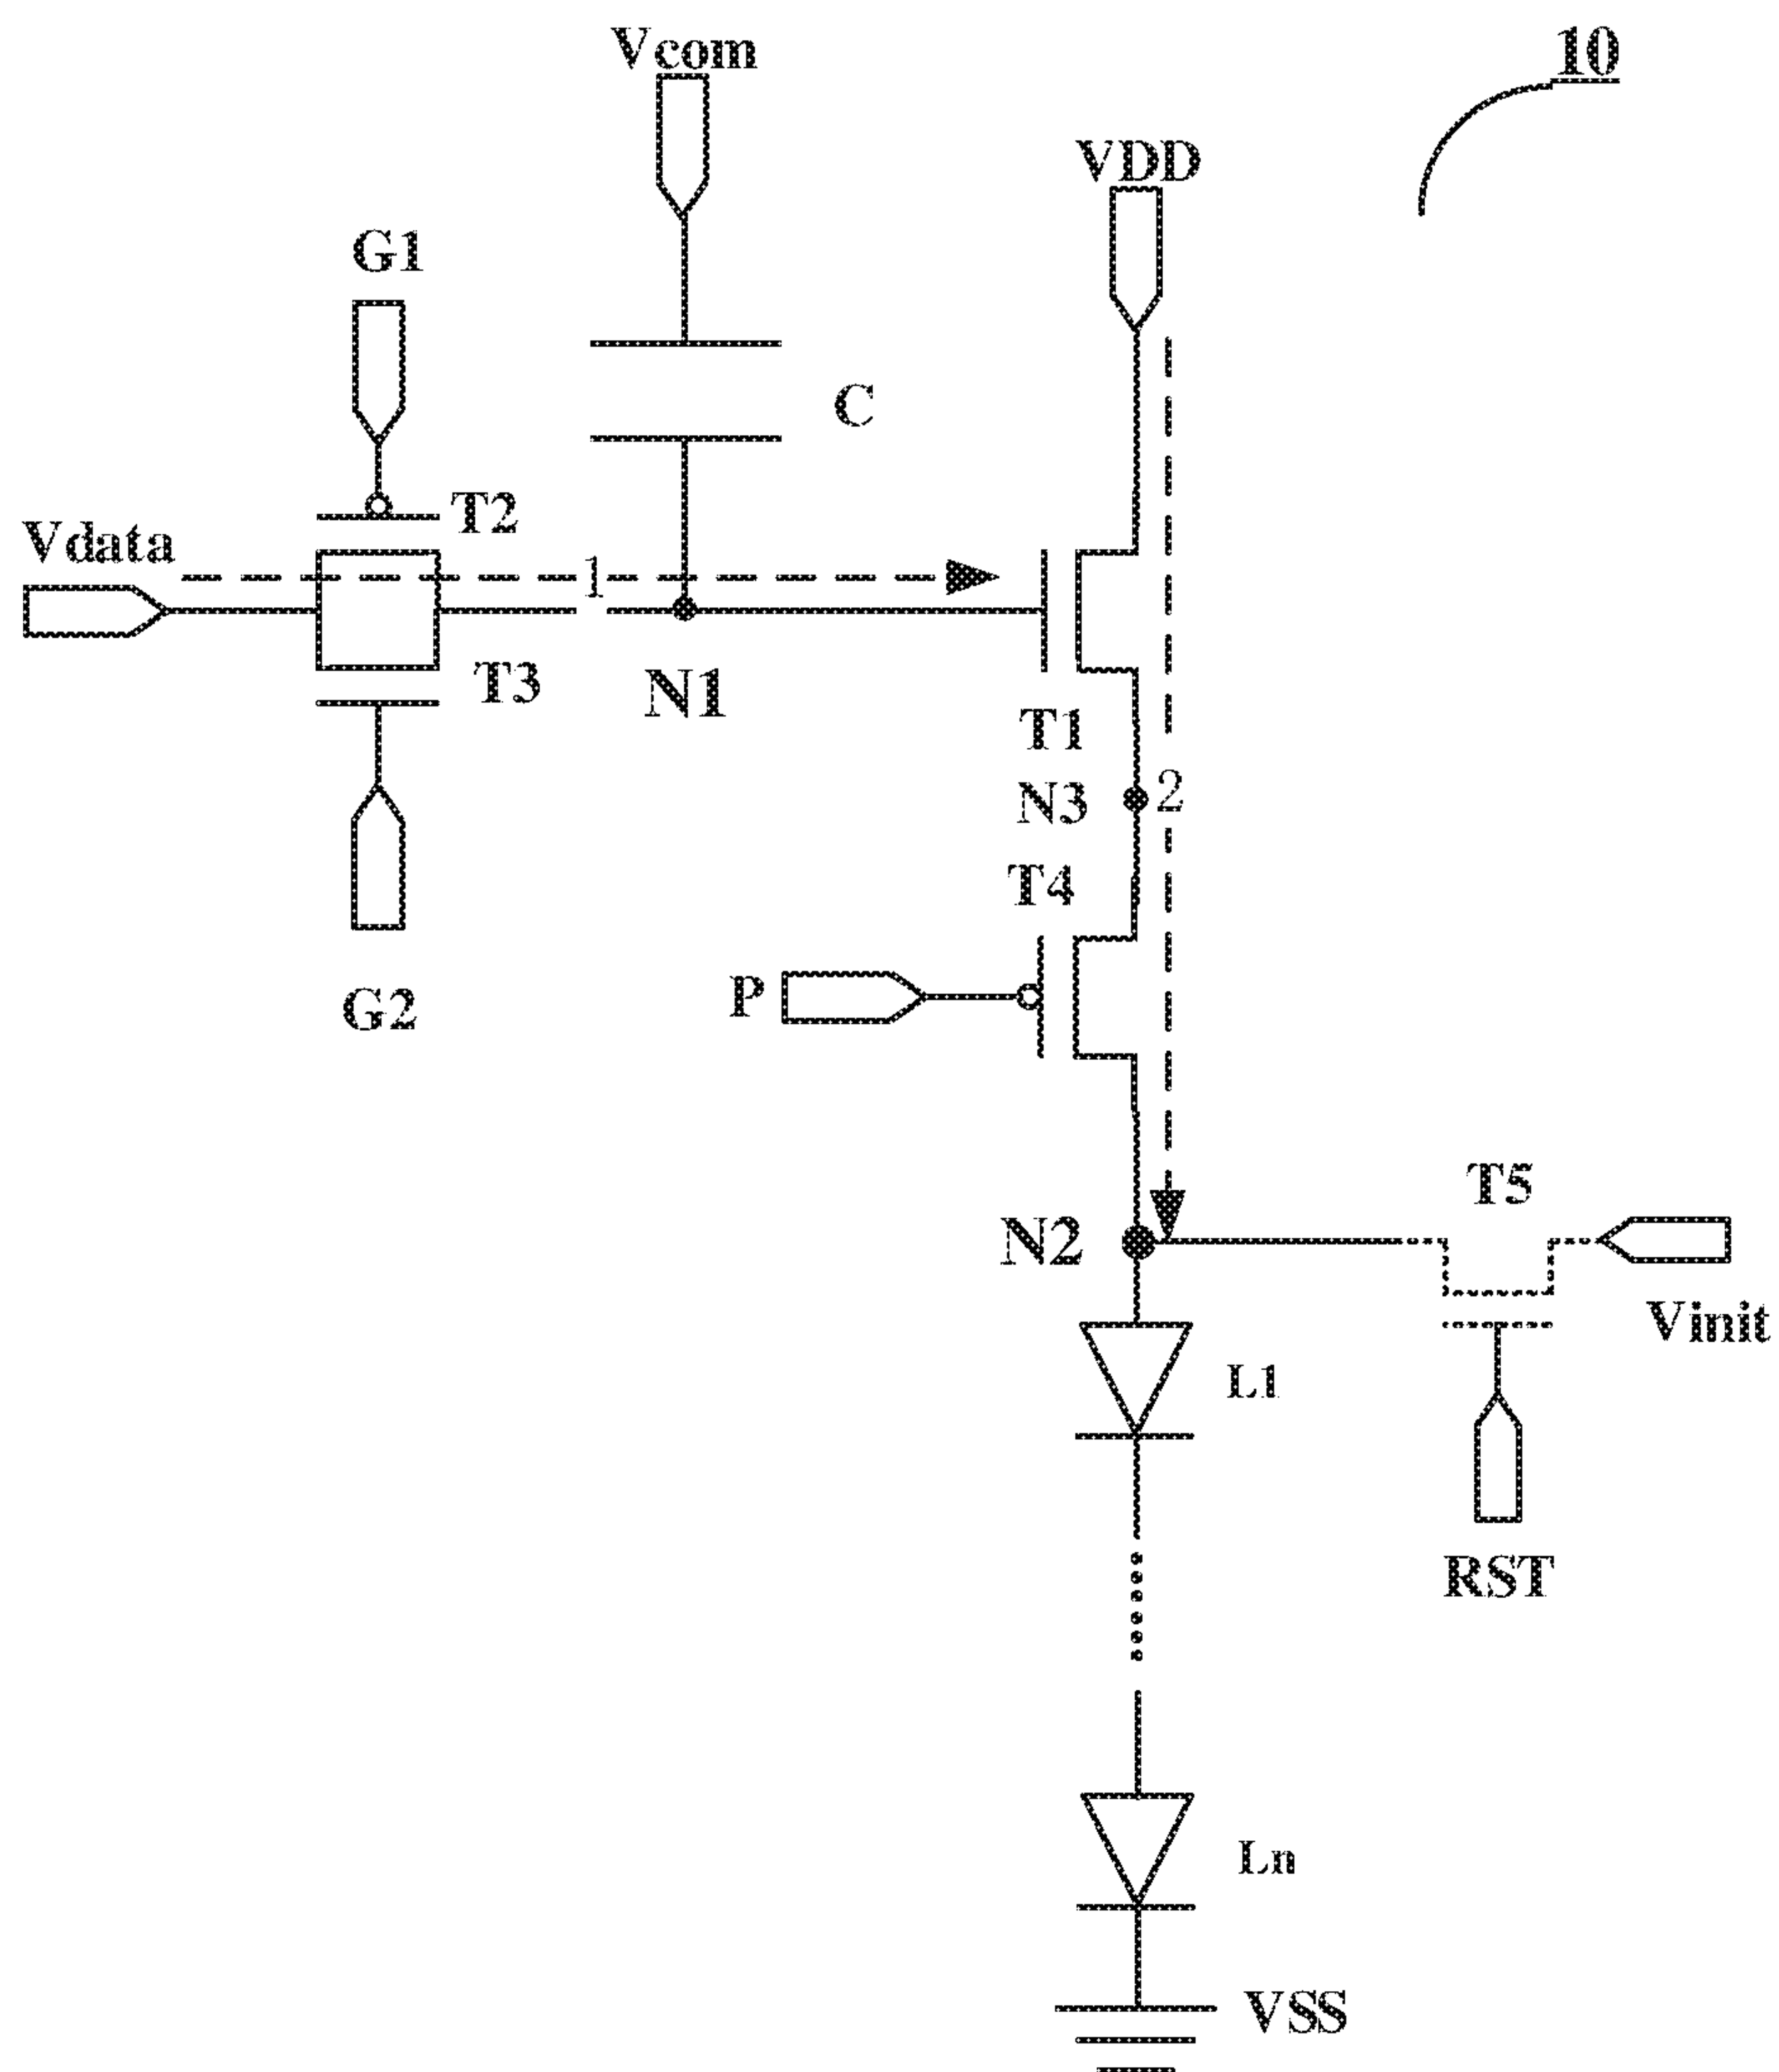 Vcom
10
VDD
G1
C
T2
Vdata
1
T3
N1
T1
N3
2
T4
P
G2
T5
N2
Vinit
L1
RST
Ln
VSS